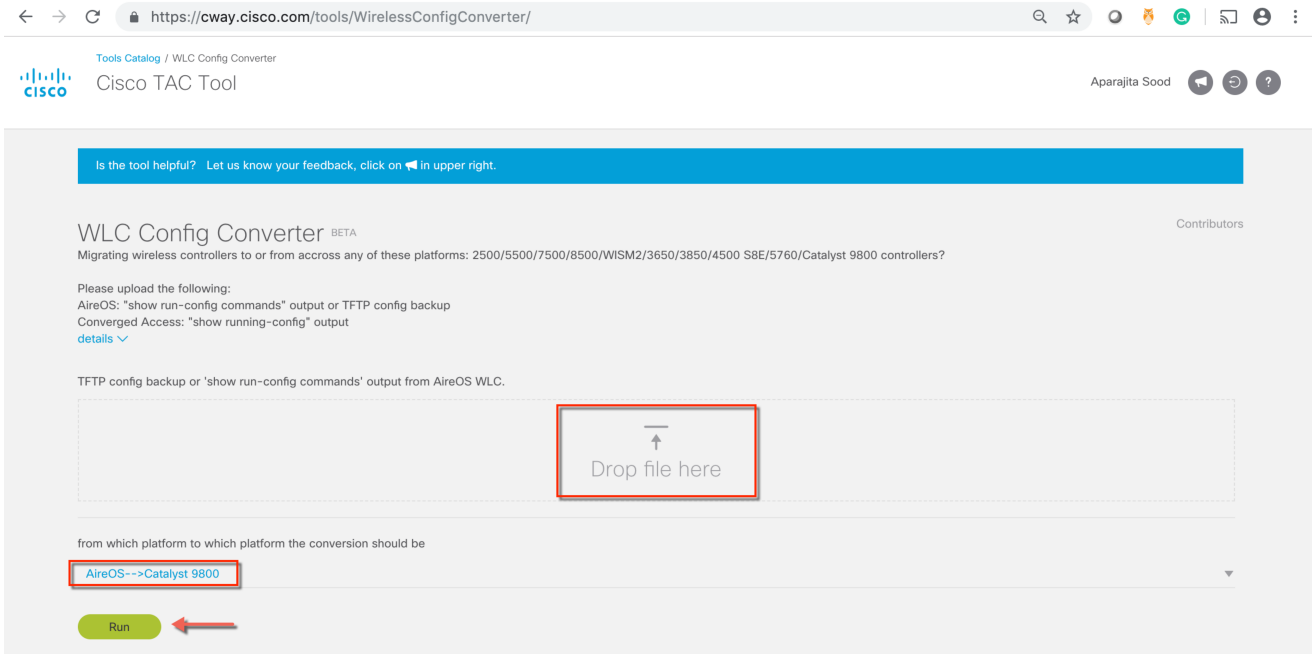 https://cway.cisco.com/tools/WirelessConfigConverter/
Tools Catalog / WLC Config Converter
CISCO
Cisco TAC Tool
Aparajita Sood
?
Is the tool helpful? Let us know your feedback, click on in upper right.
Contributors
WLC Config Converter BETA
Migrating wireless controllers to or from accross any of these platforms: 2500/5500/7500/8500/WISM2/3650/3850/4500 S8E/5760/Catalyst 9800 controllers?
Please upload the following:
AireOS: "show run-config commands" output or TFTP config backup
Converged Access: "show running-config" output
details
TFTP config backup or 'show run-config commands' output from AireOS WLC.
Drop file here
from which platform to which platform the conversion should be
AireOS-->Catalyst 9800
Run